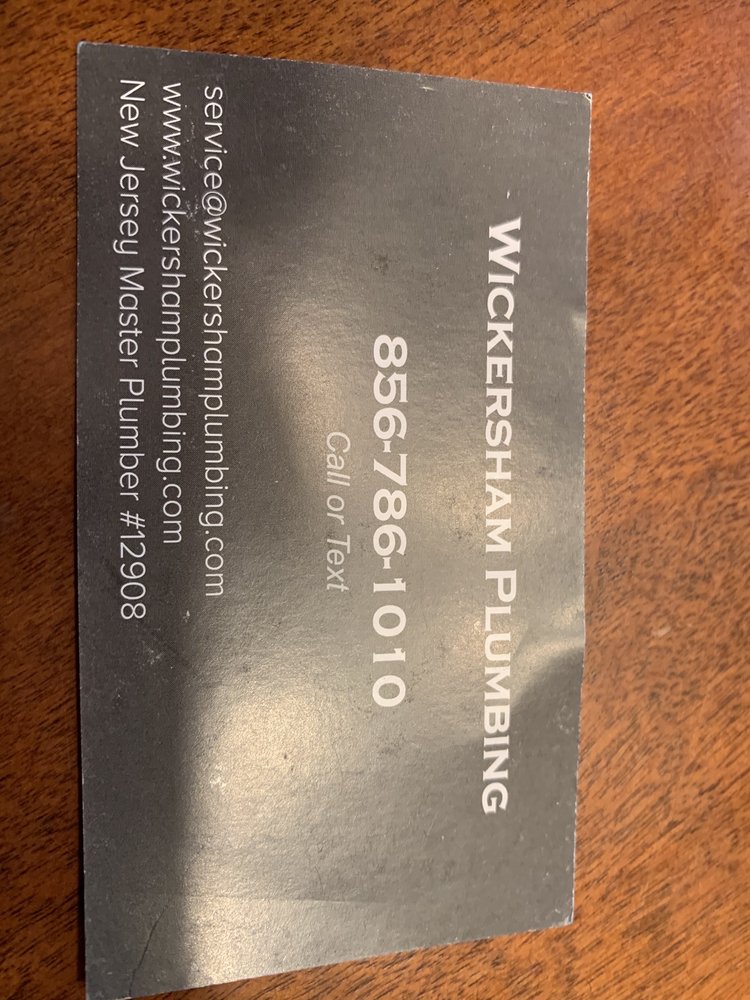 WICKERSHAM PLUMBING
856-786-1010
Call or Text
service@wickershamplumbing.com
www.wickershamplumbing.com
New Jersey Master Plumber #12908